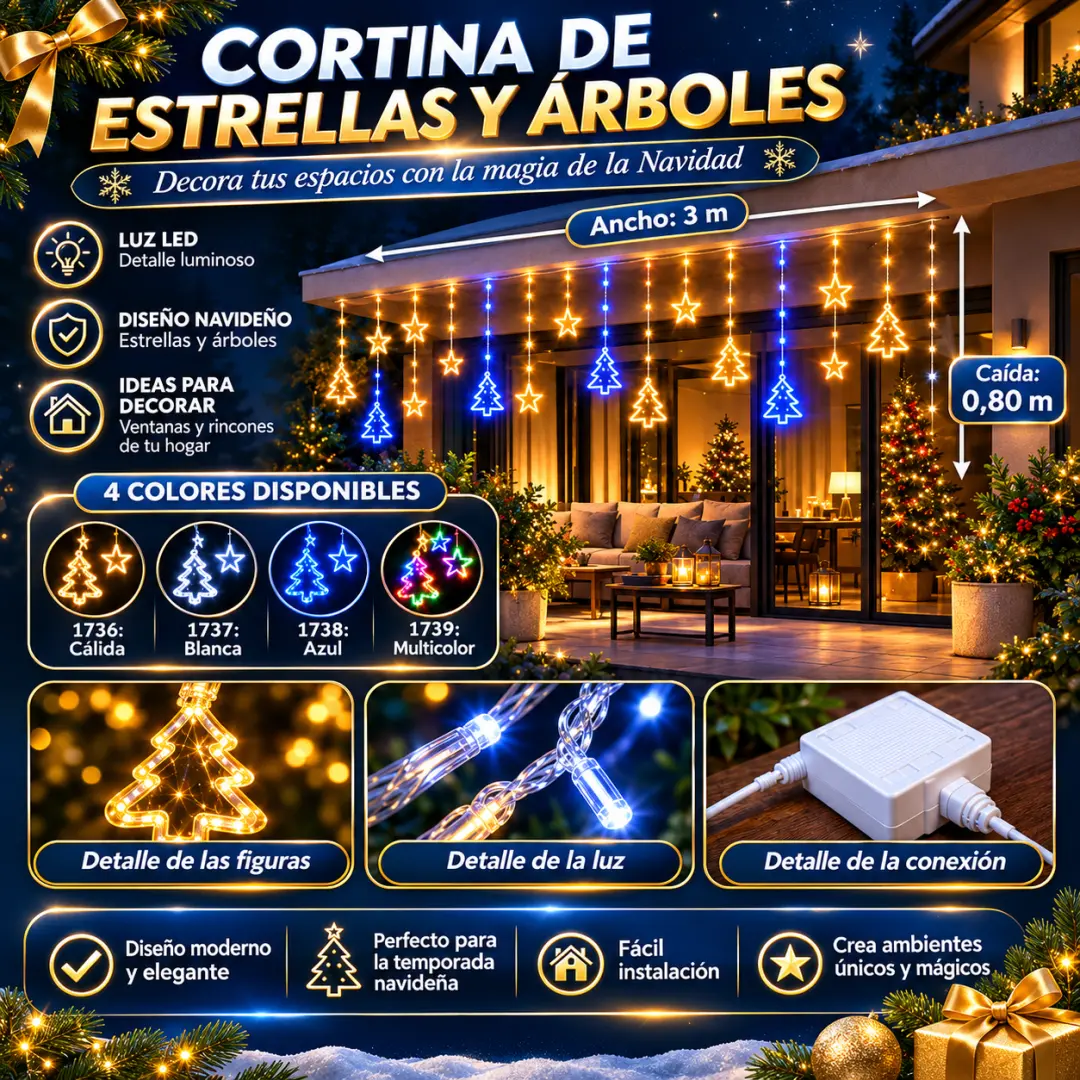 CORTINA DE
ESTRELLAS Y ÁRBOLES
Decora tus espacios con la magia de la Navidad
Ancho: 3 m
LUZ LED
Detalle luminoso
DISEÑO NAVIDEÑO
Estrellas y árboles
IDEAS PARA
DECORAR
Ventanas y rincones
de tu hogar
Caída:
0,80 m
4 COLORES DISPONIBLES
1736:
Cálida
1737:
Blanca
1738:
Azul
1739:
Multicolor
Detalle de las figuras
Detalle de la luz
Detalle de la conexión
Diseño moderno
y elegante
Perfecto para
la temporada
navideña
Fácil
instalación
Crea ambientes
únicos y mágicos